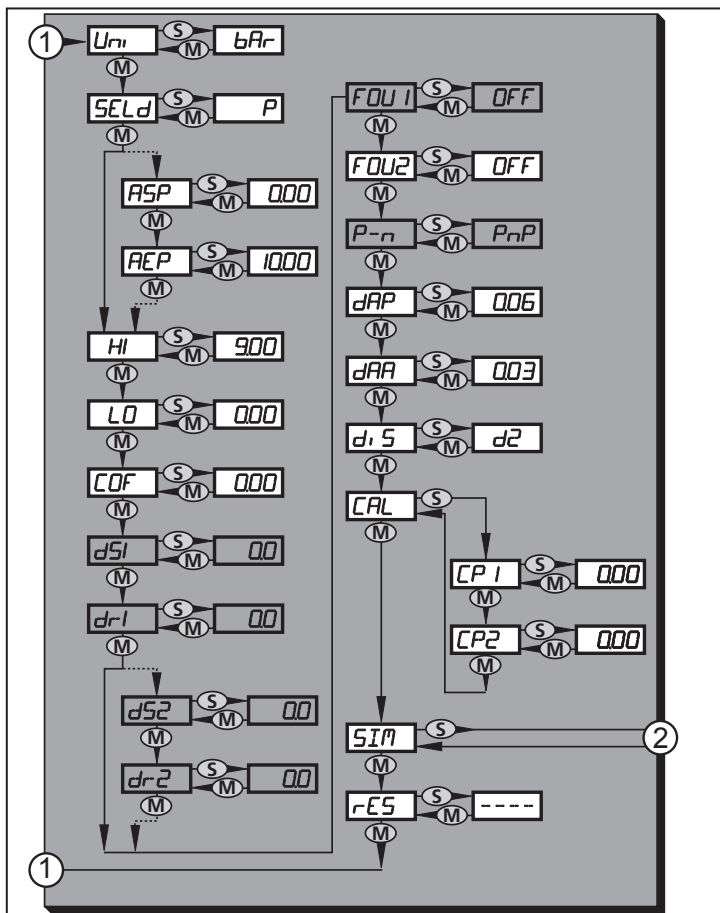 1
Uni S M bAr
M
SELd S M P
M
ASP S M 0.00
M
AEP S M 10.00
M
HI S M 9.00
M
LO S M 0.00
M
COF S M 0.00
M
dS1 S M 0.0
M
dr1 S M 0.0
M
dS2 S M 0.0
M
dr2 S M 0.0
M
1
FOU1 S M OFF
M
FOU2 S M OFF
M
P-n S M PnP
M
dAP S M 0.06
M
dAA S M 0.03
M
diS S M d2
M
CAL S
M
CP1 S M 0.00
M
CP2 S M 0.00
M
SIM S
2
M
rES S M ----
M